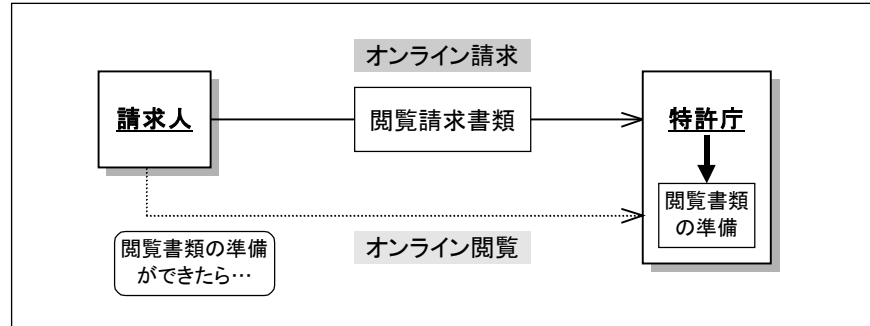 オンライン請求
請求人
閲覧請求書類
特許庁
閲覧書類
の準備
閲覧書類の準備
ができたら…
オンライン閲覧